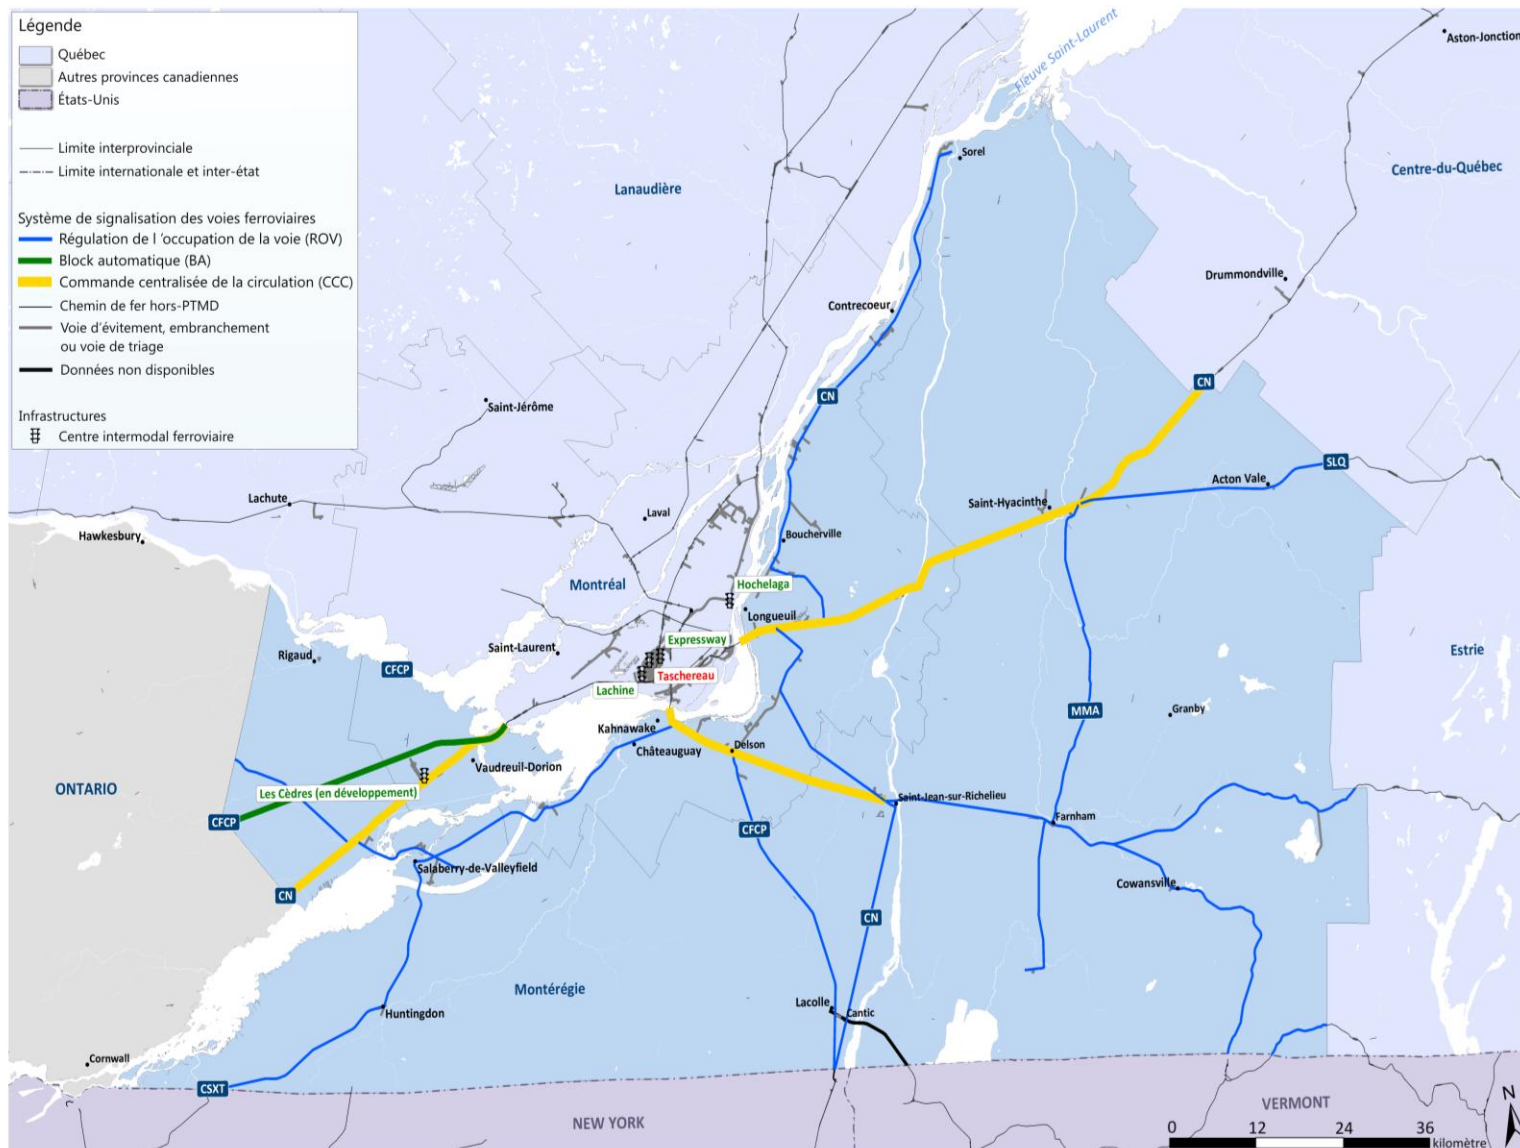 Légende
Québec
Autres provinces canadiennes
États-Unis
Limite interprovinciale
Limite internationale et inter-état
Système de signalisation des voies ferroviaires
Régulation de l 'occupation de la voie (ROV)
Block automatique (BA)
Commande centralisée de la circulation (CCC)
Chemin de fer hors-PTMD
Voie d'évitement, embranchement
ou voie de triage
Données non disponibles
Infrastructures
Centre intermodal ferroviaire
Fleuve Saint-Laurent
Aston-Jonction
Sorel
Lanaudière
Centre-du-Québec
Drummondville
Contrecoeur
CN
CN
Saint-Jérôme
SLQ
Acton Vale
Lachute
Saint-Hyacinthe
Laval
Hawkesbury
Boucherville
Montréal
Hochelaga
Longueuil
Expressway
Saint-Laurent
Rigaud
CFCP
Estrie
Taschereau
Lachine
MMA
Granby
Kahnawake
Châteauguay
Delson
Vaudreuil-Dorion
ONTARIO
Les Cèdres (en développement)
Saint-Jean-sur-Richelieu
CFCP
CFCP
Farnham
Salaberry-de-Valleyfield
Cowansville
CN
CN
Montérégie
Lacolle
Cantic
Huntingdon
Cornwall
CSXT
NEW YORK
VERMONT
N
0 12 24 36
kilomètre